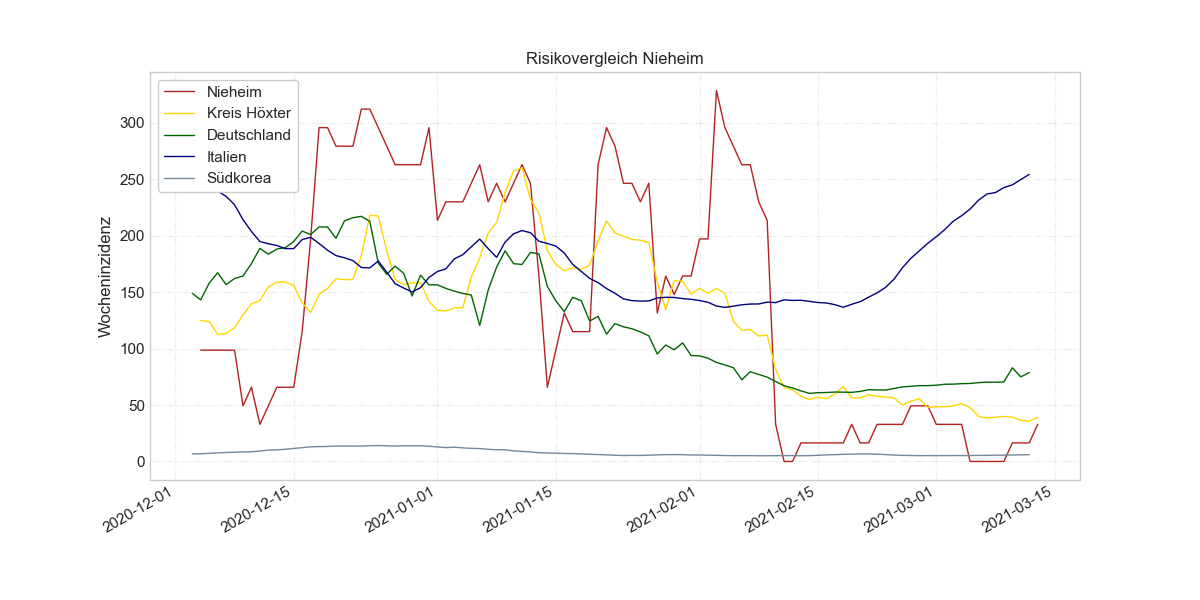 Risikovergleich Nieheim
Nieheim
Kreis Höxter
Deutschland
Italien
Südkorea
Wocheninzidenz
300
250
200
150
100
50
0
2020-12-01
2020-12-15
2021-01-01
2021-01-15
2021-02-01
2021-02-15
2021-03-01
2021-03-15